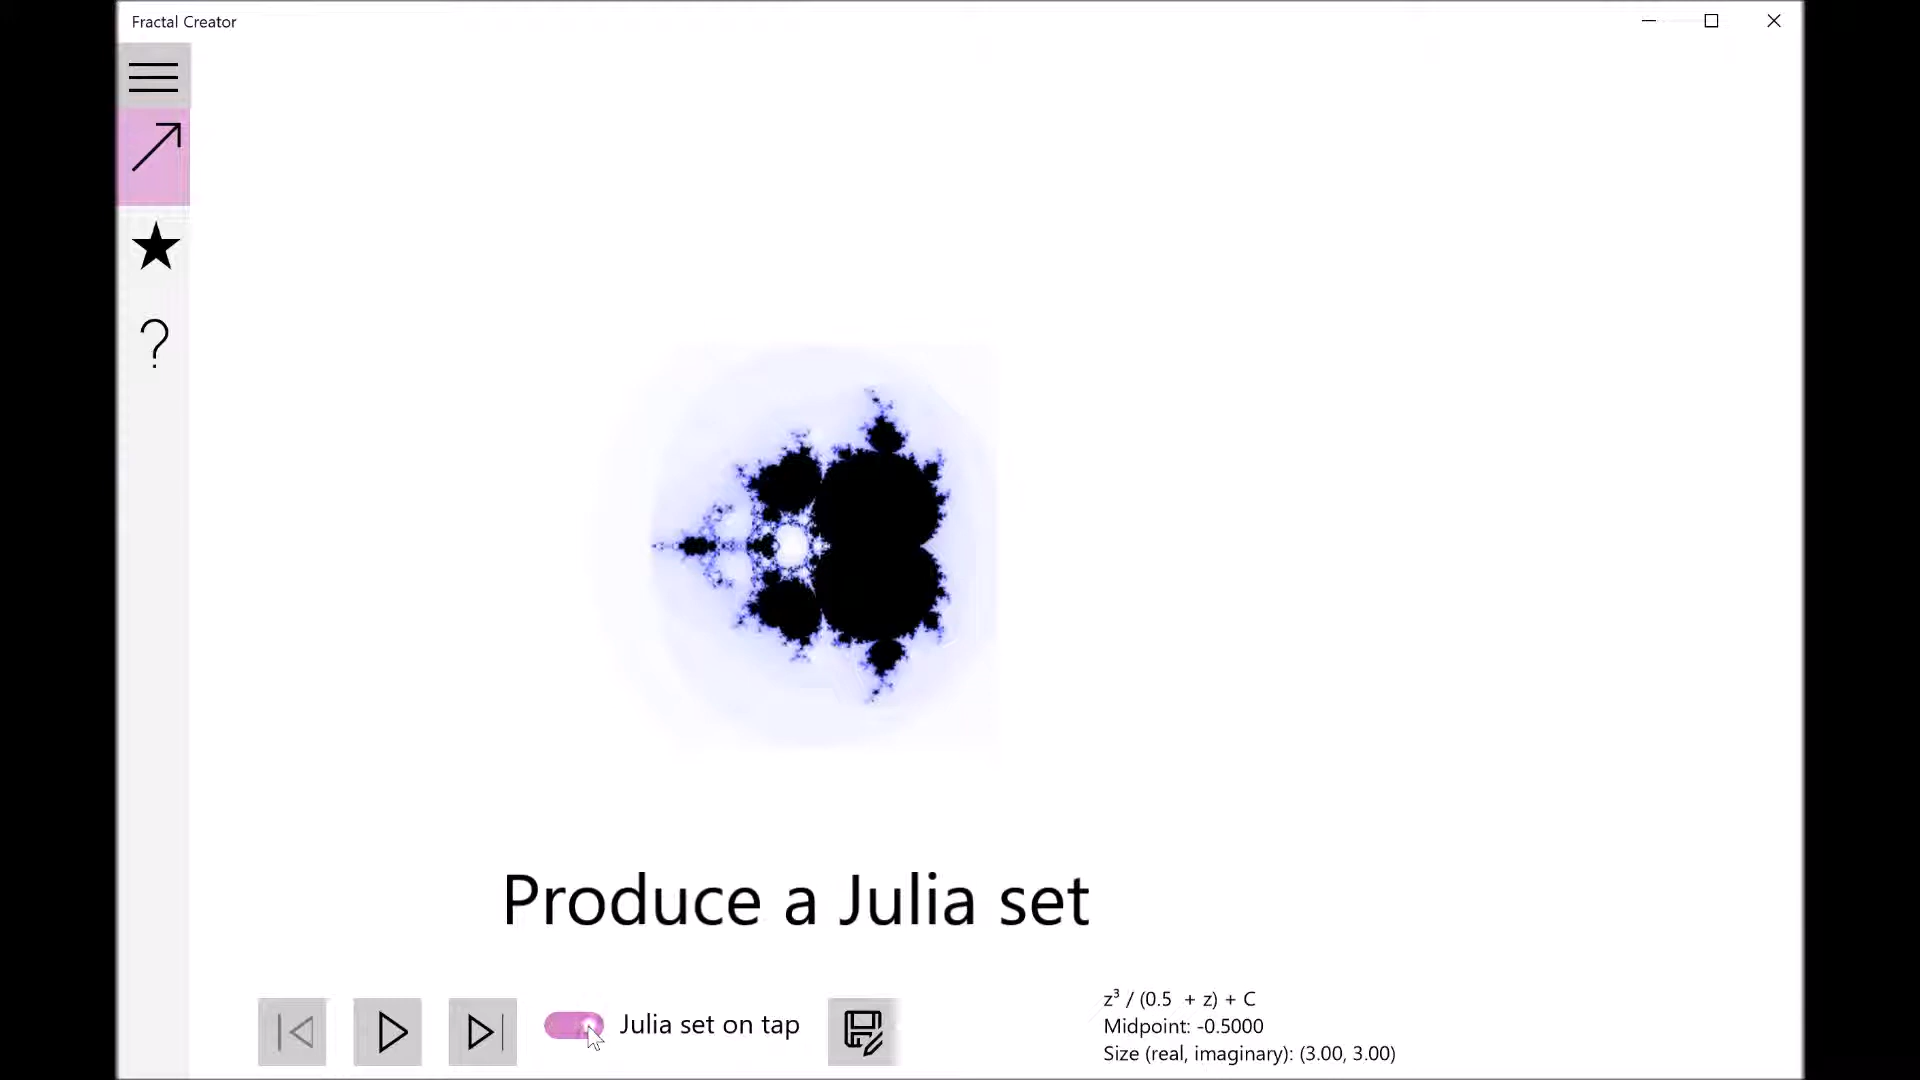 Fractal Creator
Produce a Julia set
Julia set on tap
z³ / (0.5 + z) + C
Midpoint: -0.5000
Size (real, imaginary): (3.00, 3.00)